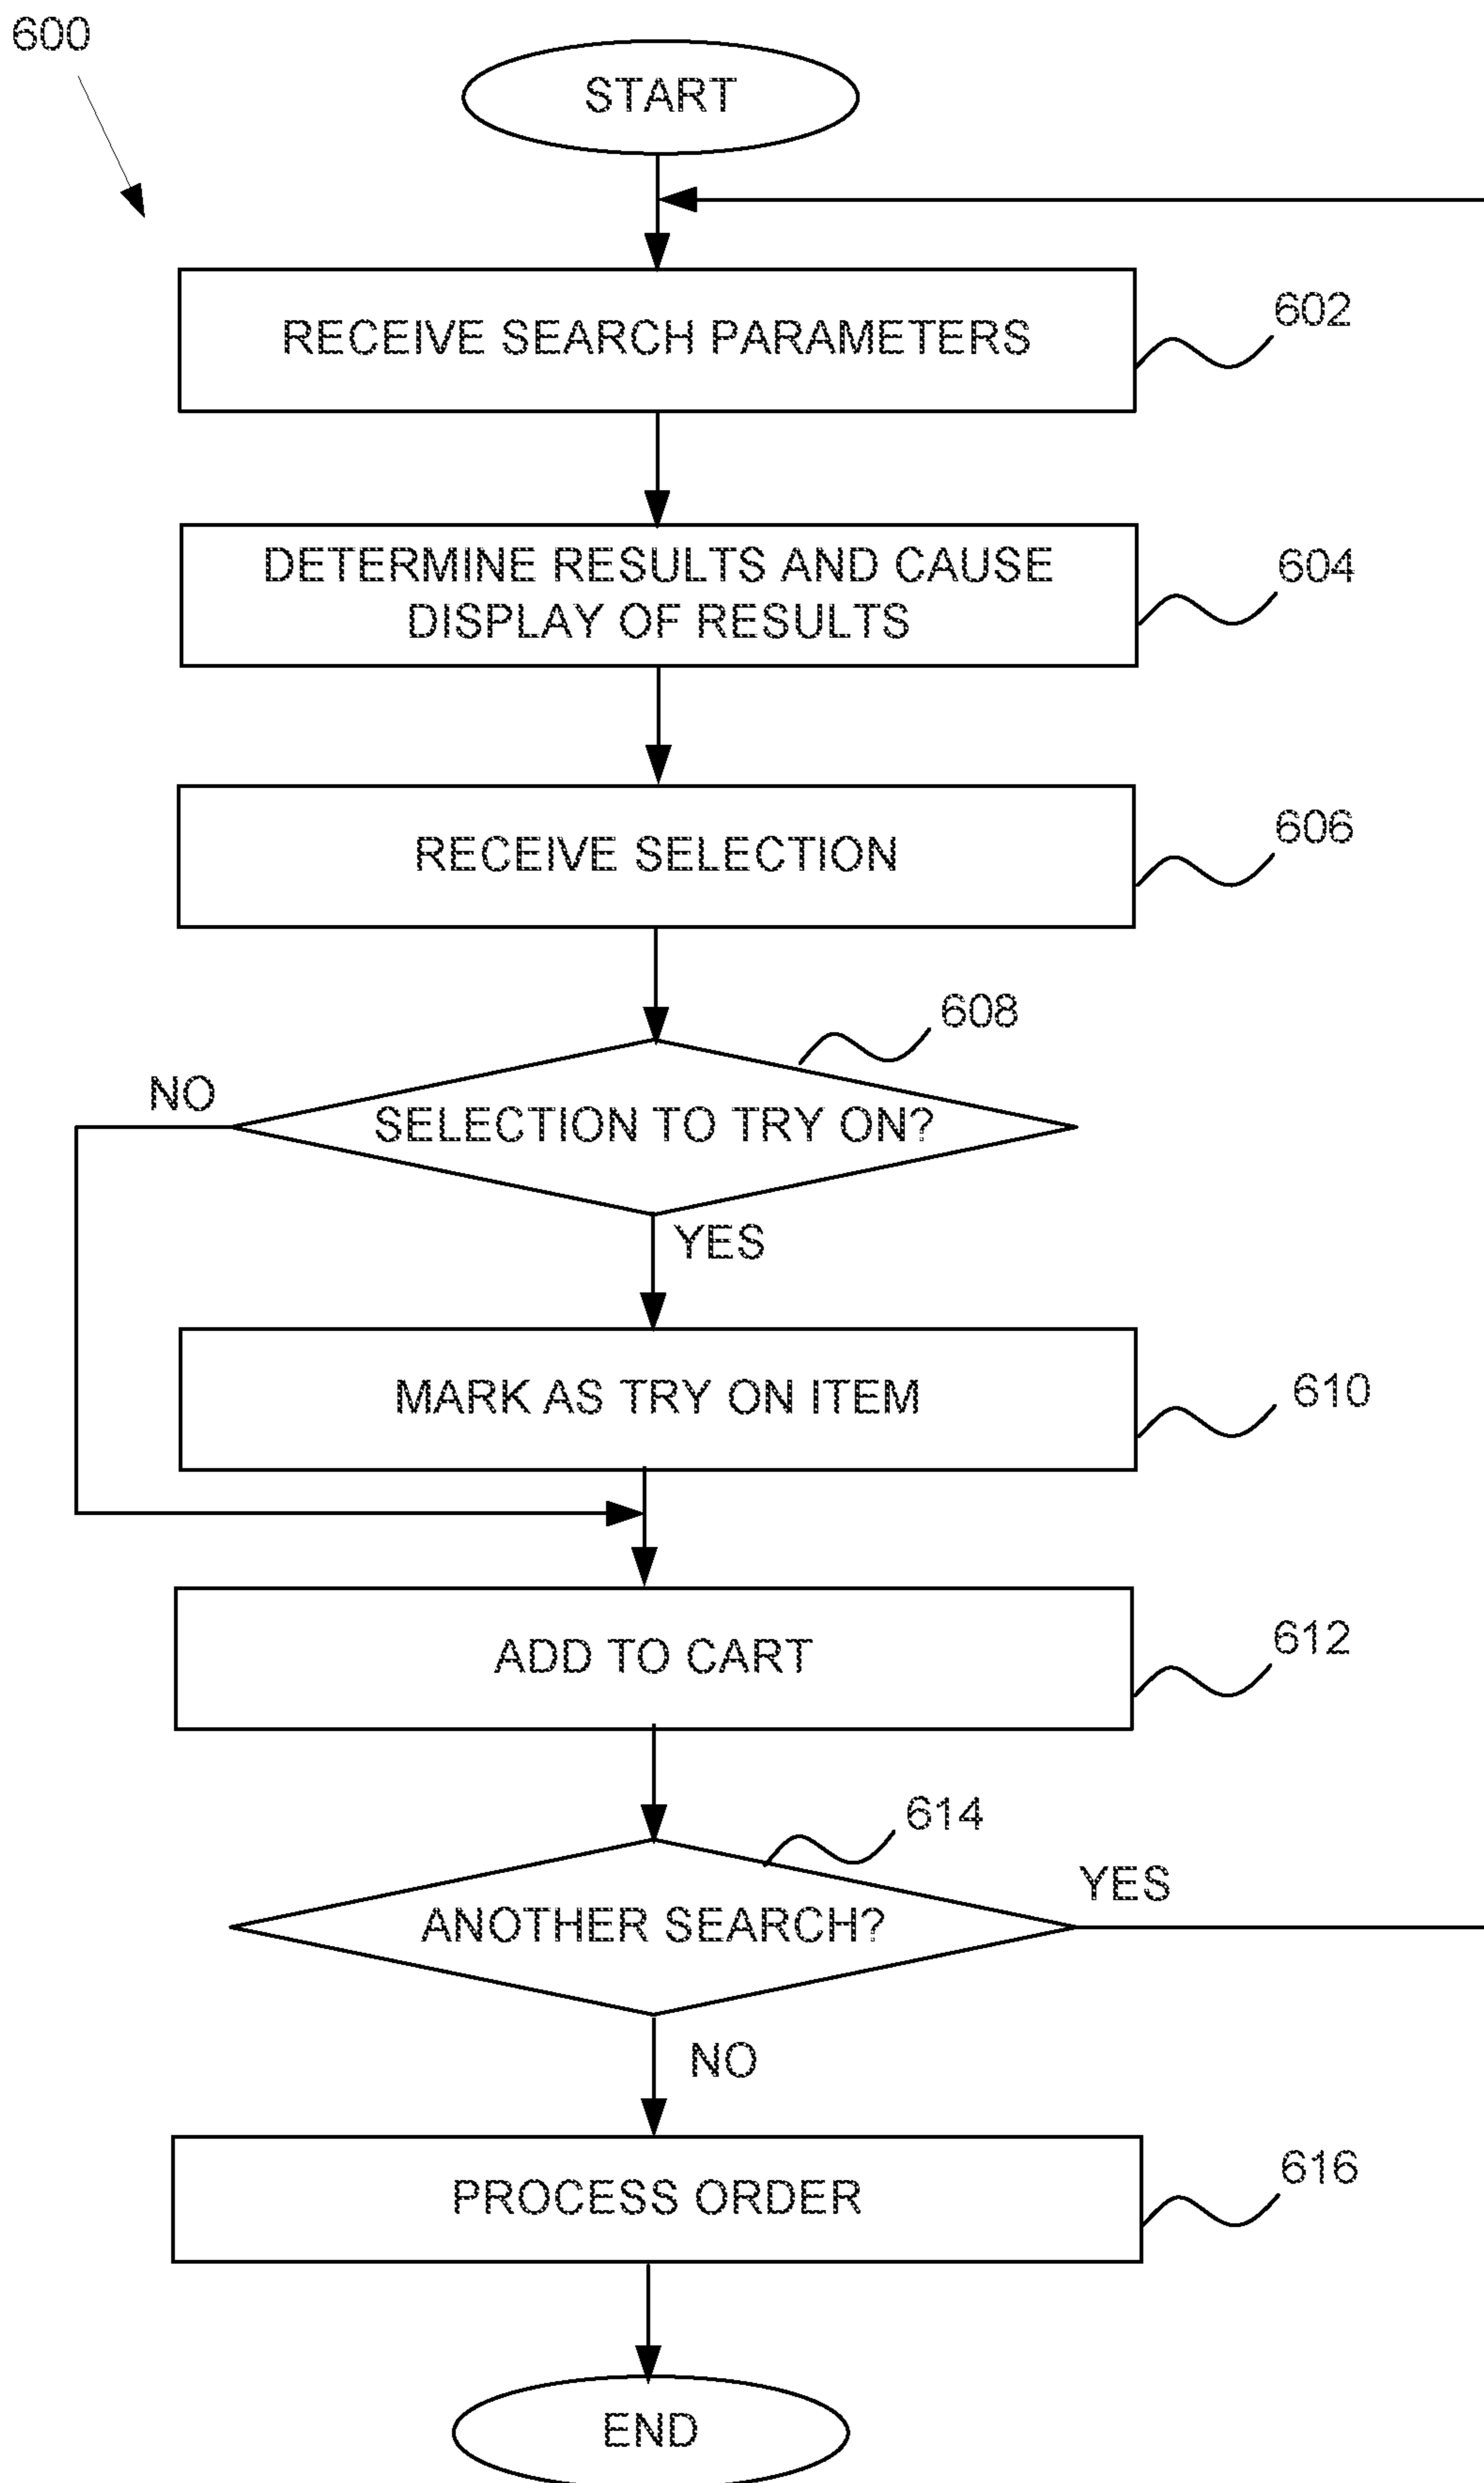 600
START
RECEIVE SEARCH PARAMETERS
602
DETERMINE RESULTS AND CAUSE
DISPLAY OF RESULTS
604
RECEIVE SELECTION
606
608
NO
SELECTION TO TRY ON?
YES
MARK AS TRY ON ITEM
610
ADD TO CART
612
614
YES
ANOTHER SEARCH?
NO
PROCESS ORDER
616
END